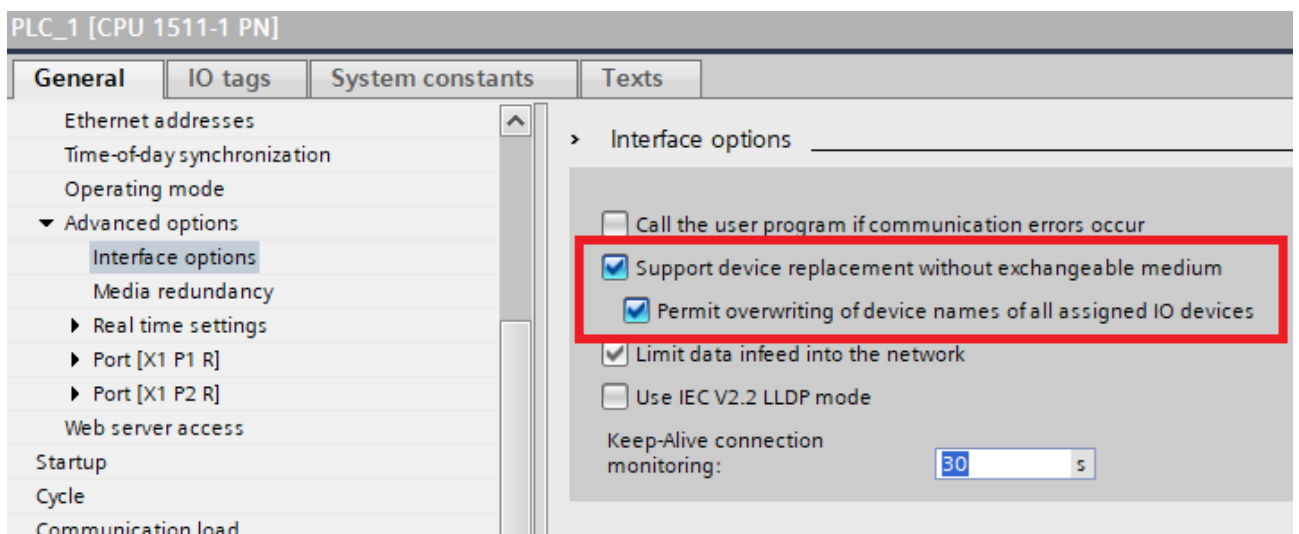 PLC_1 [CPU 1511-1 PN]
General IO tags System constants Texts
Ethernet addresses
Time-of-day synchronization
Operating mode
Advanced options
Interface options
Media redundancy
Real time settings
Port [X1 P1 R]
Port [X1 P2 R]
Web server access
Startup
Cycle
Communication load
Interface options
Call the user program if communication errors occur
Support device replacement without exchangeable medium
Permit overwriting of device names of all assigned IO devices
Limit data infeed into the network
Use IEC V2.2 LLDP mode
Keep-Alive connection
monitoring: 30 s